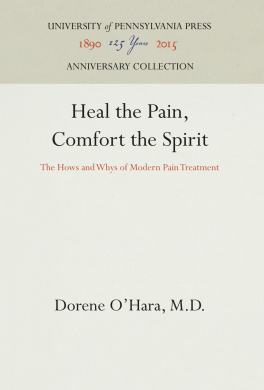 UNIVERSITY of PENNSYLVANIA PRESS
1890 125 Years 2015
ANNIVERSARY COLLECTION
Heal the Pain,
Comfort the Spirit
The Hows and Whys of Modern Pain Treatment
Dorene O'Hara, M.D.